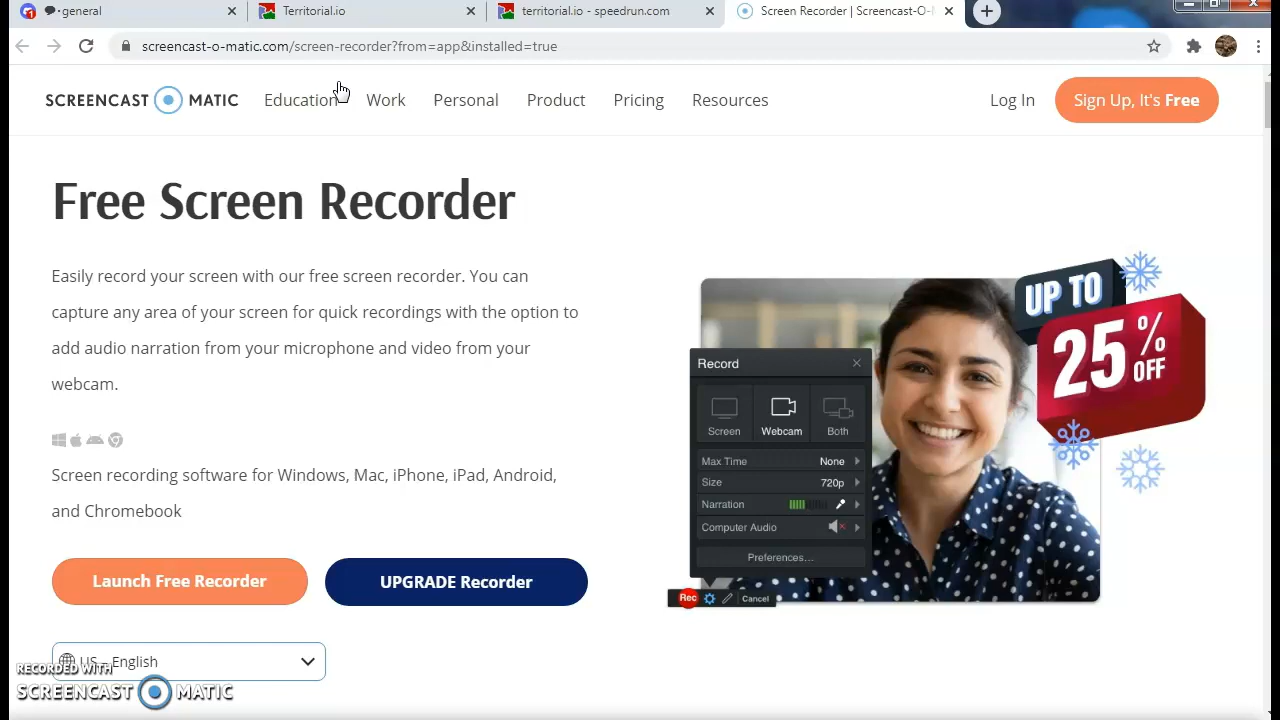 general
Territorial.io
territorial.io - speedrun.com
Screen Recorder | Screencast-O-M
screencast-o-matic.com/screen-recorder?from=app&installed=true
SCREENCAST MATIC
Education
Work
Personal
Product
Pricing
Resources
Log In
Sign Up, It's Free
Free Screen Recorder
Easily record your screen with our free screen recorder. You can
capture any area of your screen for quick recordings with the option to
add audio narration from your microphone and video from your
webcam.
Screen recording software for Windows, Mac, iPhone, iPad, Android,
and Chromebook
Launch Free Recorder
UPGRADE Recorder
US - English
UP TO
25% OFF
Record
Screen
Webcam
Both
Max Time None
Size 720p
Narration
Computer Audio
Preferences...
Rec
Cancel
RECORDED WITH
SCREENCAST MATIC